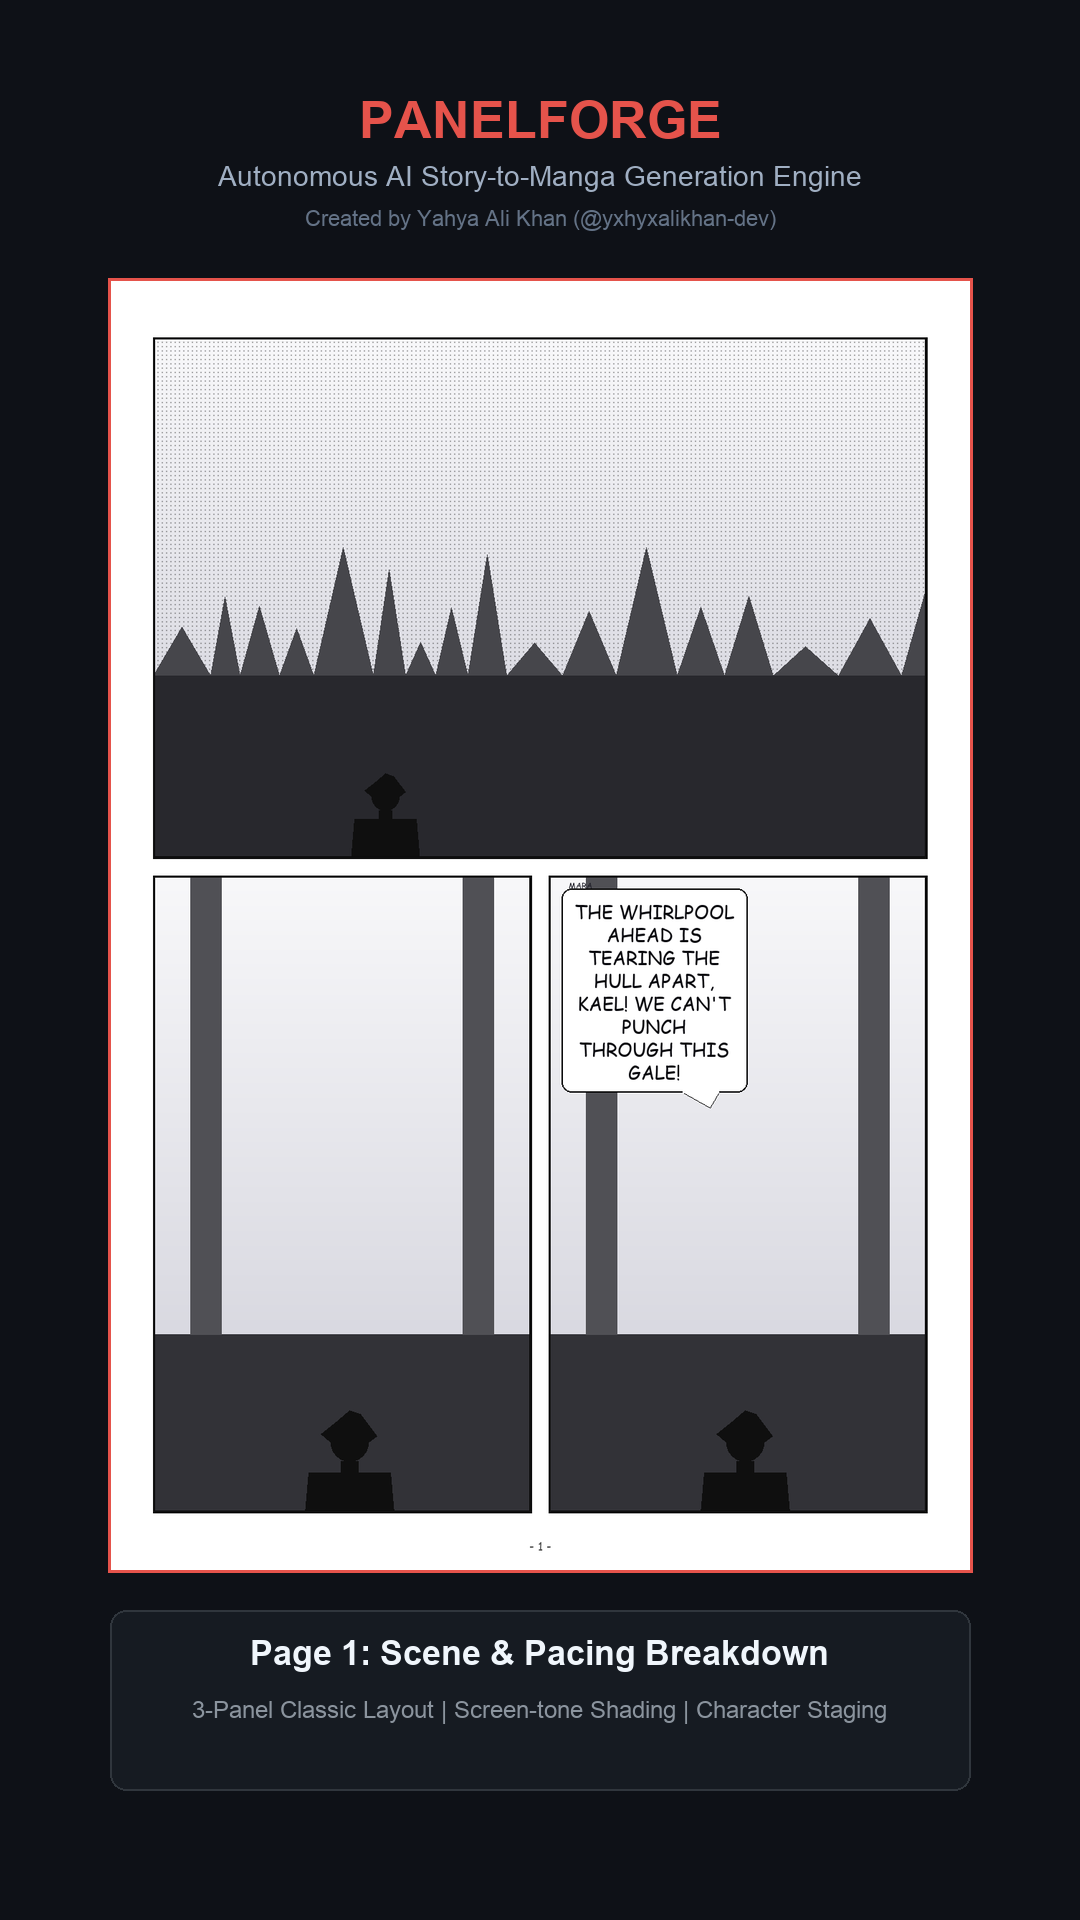 PANELFORGE
Autonomous AI Story-to-Manga Generation Engine
Created by Yahya Ali Khan (@yxhyxalikhan-dev)
MARA
THE WHIRLPOOL
AHEAD IS
TEARING THE
HULL APART,
KAEL! WE CAN'T
PUNCH
THROUGH THIS
GALE!
- 1 -
Page 1: Scene & Pacing Breakdown
3-Panel Classic Layout | Screen-tone Shading | Character Staging